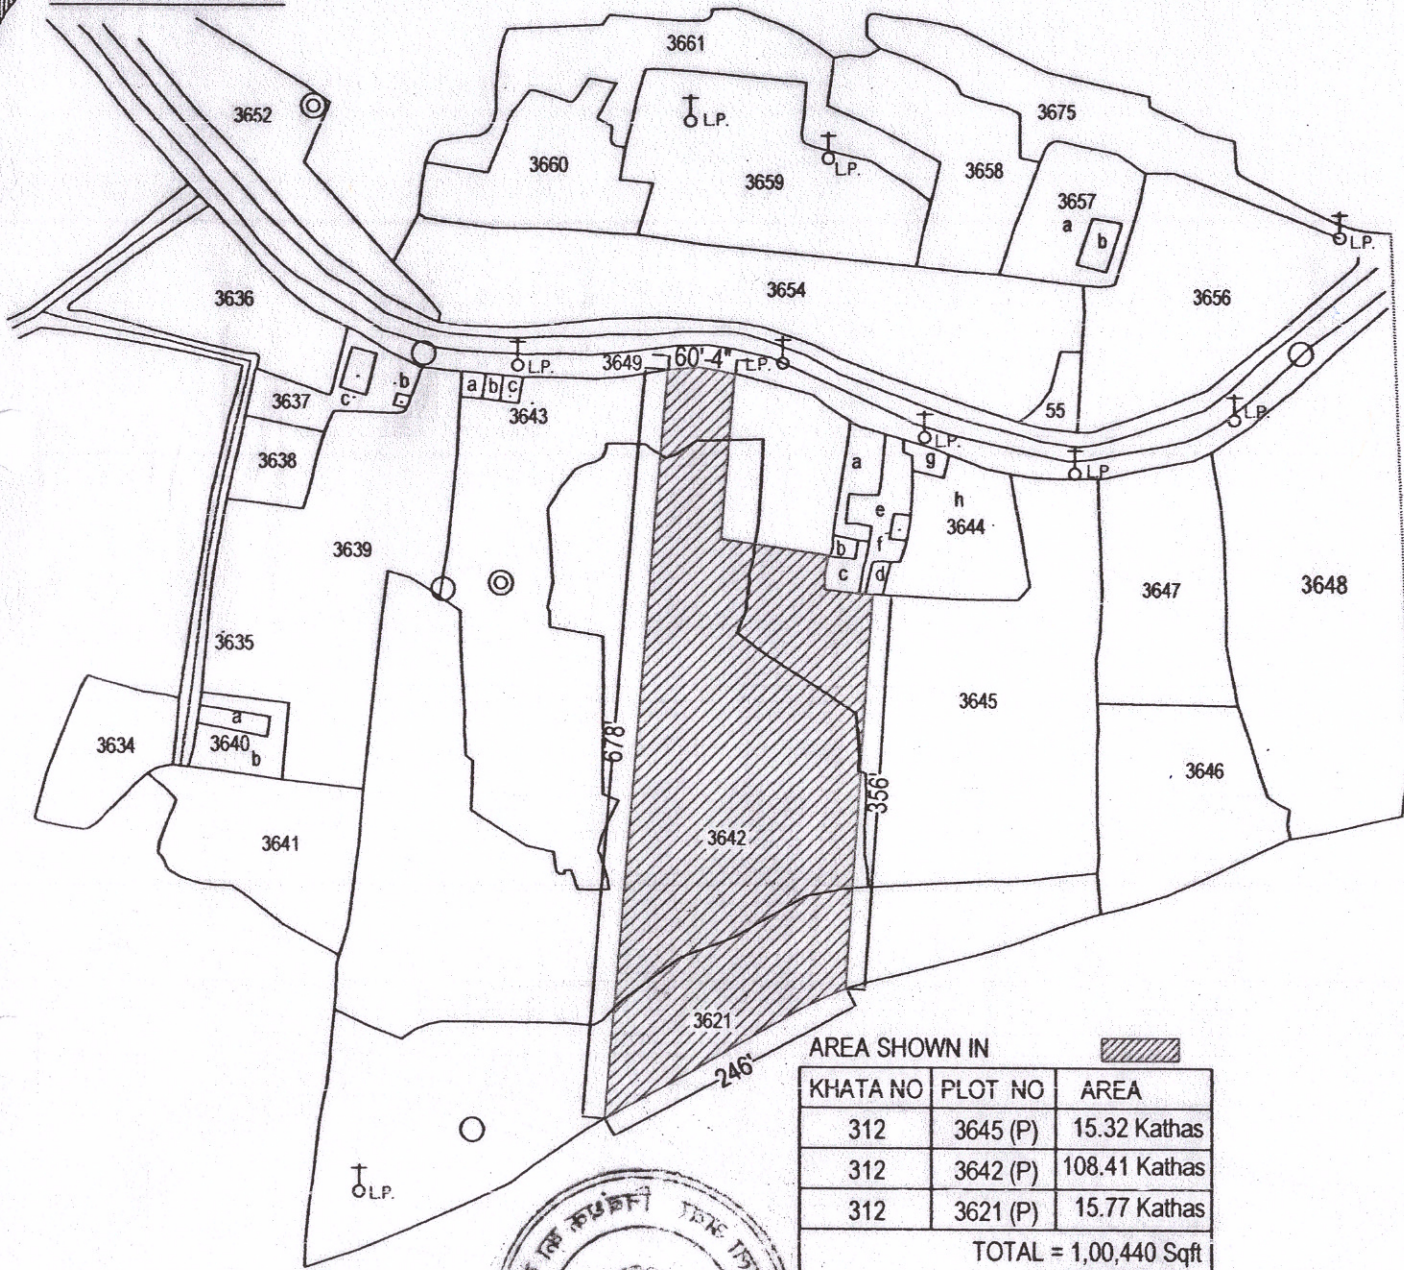 3661
3652
L.P.
3675
3660
3659
L.P.
3658
3657
a
b
L.P.
3636
3654
3656
3649
60'-4"
L.P.
L.P.
b
c
a b c
3637
3643
55
L.P.
L.P.
3638
a
g
L.P.
h
e
3644
3639
b
f
c
d
3647
3648
3635
3645
a
3634
3640
b
678'
356'
3646
3641
3642
3621
246'
L.P.
AREA SHOWN IN
KHATA NO PLOT NO AREA
312 3645 (P) 15.32 Kathas
312 3642 (P) 108.41 Kathas
312 3621 (P) 15.77 Kathas
TOTAL = 1,00,440 Sqft